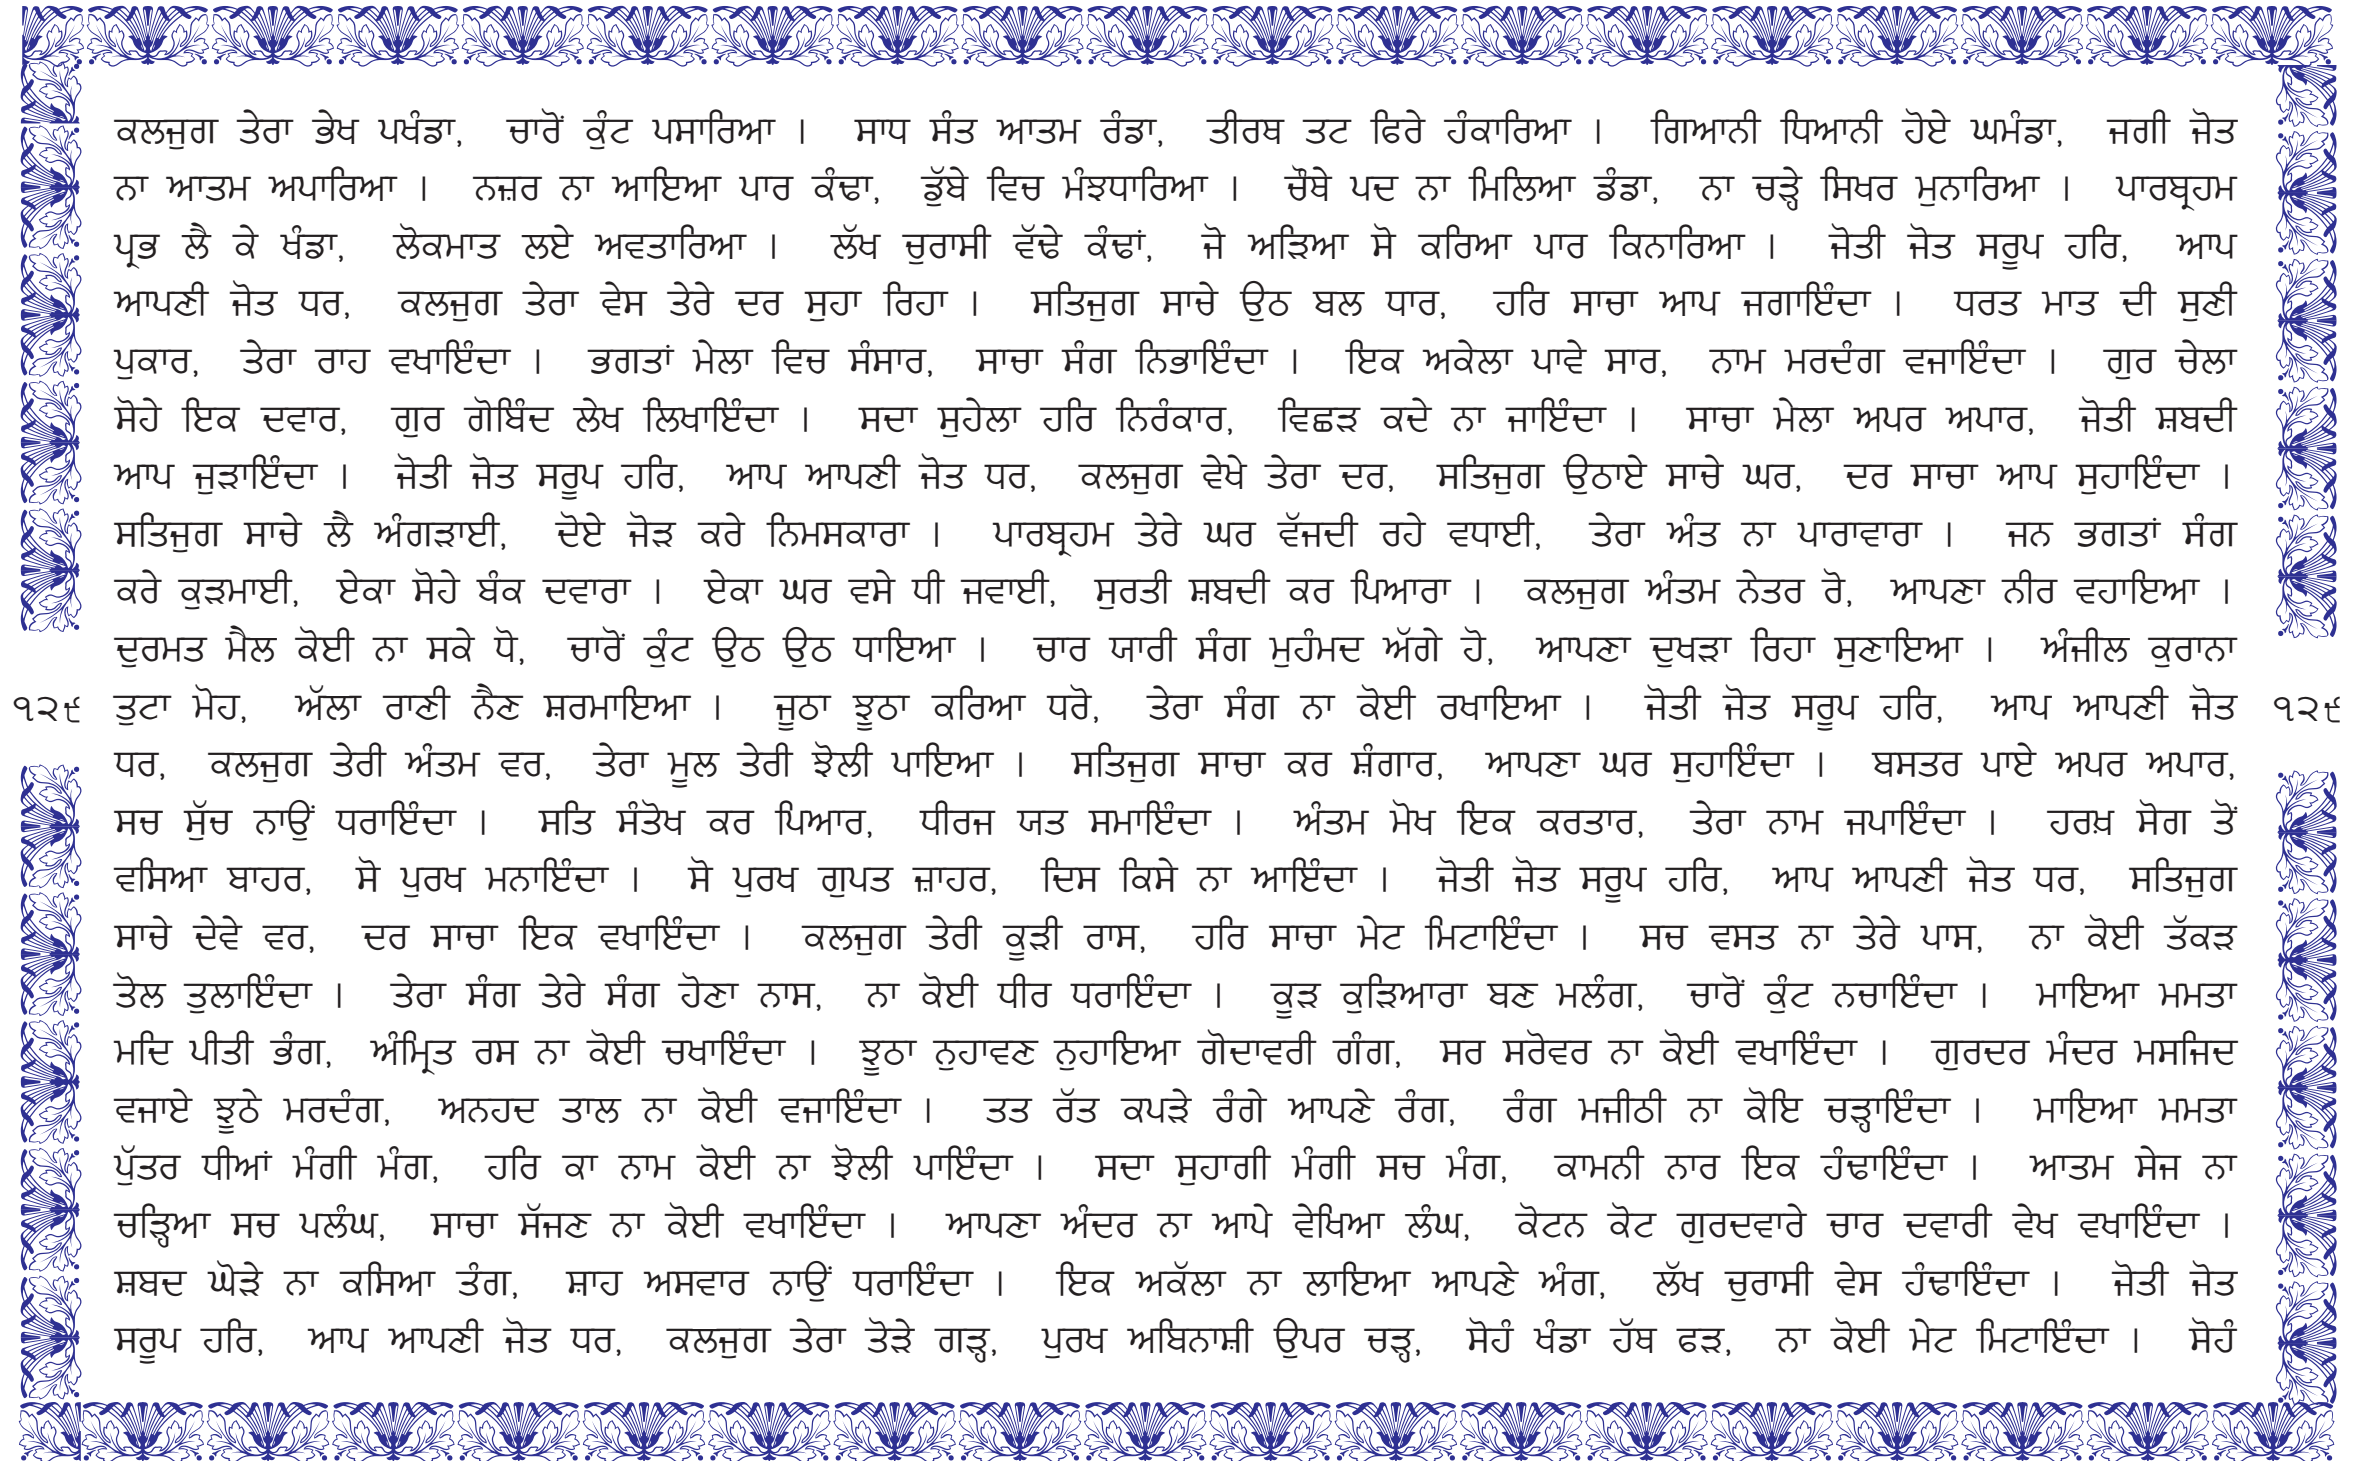 ਕਲਜੁਗ ਤੇਰਾ ਭੇਖ ਪਖੰਡਾ, ਚਾਰੋਂ ਕੁੰਟ ਪਸਾਰਿਆ । ਸਾਧ ਸੰਤ ਆਤਮ ਰੰਡਾ, ਤੀਰਥ ਤਟ ਫਿਰੇ ਹੰਕਾਰਿਆ । ਗਿਆਨੀ ਧਿਆਨੀ ਹੋਏ ਘਮੰਡਾ, ਜਗੀ ਜੋਤ
ਨਾ ਆਤਮ ਅਪਾਰਿਆ । ਨਜ਼ਰ ਨਾ ਆਇਆ ਪਾਰ ਕੰਢਾ, ਡੁੱਬੇ ਵਿਚ ਮੰਝਧਾਰਿਆ । ਚੌਥੇ ਪਦ ਨਾ ਮਿਲਿਆ ਡੰਡਾ, ਨਾ ਚੜ੍ਹੇ ਸਿਖਰ ਮੁਨਾਰਿਆ । ਪਾਰਬ੍ਰਹਮ
ਪ੍ਰਭ ਲੈ ਕੇ ਖੰਡਾ, ਲੋਕਮਾਤ ਲਏ ਅਵਤਾਰਿਆ । ਲੱਖ ਚੁਰਾਸੀ ਵੱਢੇ ਕੰਢਾਂ, ਜੋ ਅੜਿਆ ਸੋ ਕਰਿਆ ਪਾਰ ਕਿਨਾਰਿਆ । ਜੋਤੀ ਜੋਤ ਸਰੂਪ ਹਰਿ, ਆਪ
ਆਪਣੀ ਜੋਤ ਧਰ, ਕਲਜੁਗ ਤੇਰਾ ਵੇਸ ਤੇਰੇ ਦਰ ਸੁਹਾ ਰਿਹਾ । ਸਤਿਜੁਗ ਸਾਚੇ ਉਠ ਬਲ ਧਾਰ, ਹਰਿ ਸਾਚਾ ਆਪ ਜਗਾਇੰਦਾ । ਧਰਤ ਮਾਤ ਦੀ ਸੁਣੀ
ਪੁਕਾਰ, ਤੇਰਾ ਰਾਹ ਵਖਾਇੰਦਾ । ਭਗਤਾਂ ਮੇਲਾ ਵਿਚ ਸੰਸਾਰ, ਸਾਚਾ ਸੰਗ ਨਿਭਾਇੰਦਾ । ਇਕ ਅਕੇਲਾ ਪਾਵੇ ਸਾਰ, ਨਾਮ ਮਰਦੰਗ ਵਜਾਇੰਦਾ । ਗੁਰ ਚੇਲਾ
ਸੋਹੇ ਇਕ ਦਵਾਰ, ਗੁਰ ਗੋਬਿੰਦ ਲੇਖ ਲਿਖਾਇੰਦਾ । ਸਦਾ ਸੁਹੇਲਾ ਹਰਿ ਨਿਰੰਕਾਰ, ਵਿਛੜ ਕਦੇ ਨਾ ਜਾਇੰਦਾ । ਸਾਚਾ ਮੇਲਾ ਅਪਰ ਅਪਾਰ, ਜੋਤੀ ਸ਼ਬਦੀ
ਆਪ ਜੁੜਾਇੰਦਾ । ਜੋਤੀ ਜੋਤ ਸਰੂਪ ਹਰਿ, ਆਪ ਆਪਣੀ ਜੋਤ ਧਰ, ਕਲਜੁਗ ਵੇਖੇ ਤੇਰਾ ਦਰ, ਸਤਿਜੁਗ ਉਠਾਏ ਸਾਚੇ ਘਰ, ਦਰ ਸਾਚਾ ਆਪ ਸੁਹਾਇੰਦਾ ।
ਸਤਿਜੁਗ ਸਾਚੇ ਲੈ ਅੰਗੜਾਈ, ਦੋਏ ਜੋੜ ਕਰੇ ਨਿਮਸਕਾਰਾ । ਪਾਰਬ੍ਰਹਮ ਤੇਰੇ ਘਰ ਵੱਜਦੀ ਰਹੇ ਵਧਾਈ, ਤੇਰਾ ਅੰਤ ਨਾ ਪਾਰਾਵਾਰਾ । ਜਨ ਭਗਤਾਂ ਸੰਗ
ਕਰੇ ਕੁੜਮਾਈ, ਏਕਾ ਸੋਹੇ ਬੰਕ ਦਵਾਰਾ । ਏਕਾ ਘਰ ਵਸੇ ਧੀ ਜਵਾਈ, ਸੁਰਤੀ ਸ਼ਬਦੀ ਕਰ ਪਿਆਰਾ । ਕਲਜੁਗ ਅੰਤਮ ਨੇਤਰ ਰੋ, ਆਪਣਾ ਨੀਰ ਵਹਾਇਆ ।
ਦੁਰਮਤ ਮੈਲ ਕੋਈ ਨਾ ਸਕੇ ਧੋ, ਚਾਰੋਂ ਕੁੰਟ ਉਠ ਉਠ ਧਾਇਆ । ਚਾਰ ਯਾਰੀ ਸੰਗ ਮੁਹੰਮਦ ਅੱਗੇ ਹੋ, ਆਪਣਾ ਦੁਖੜਾ ਰਿਹਾ ਸੁਣਾਇਆ । ਅੰਜੀਲ ਕੁਰਾਨਾ
੧੨੯ ਤੁਟਾ ਮੋਹ, ਅੱਲਾ ਰਾਣੀ ਨੈਣ ਸ਼ਰਮਾਇਆ । ਜੂਠਾ ਝੂਠਾ ਕਰਿਆ ਧਰੋ, ਤੇਰਾ ਸੰਗ ਨਾ ਕੋਈ ਰਖਾਇਆ । ਜੋਤੀ ਜੋਤ ਸਰੂਪ ਹਰਿ, ਆਪ ਆਪਣੀ ਜੋਤ ੧੨੯
ਧਰ, ਕਲਜੁਗ ਤੇਰੀ ਅੰਤਮ ਵਰ, ਤੇਰਾ ਮੂਲ ਤੇਰੀ ਝੋਲੀ ਪਾਇਆ । ਸਤਿਜੁਗ ਸਾਚਾ ਕਰ ਸ਼ੰਗਾਰ, ਆਪਣਾ ਘਰ ਸੁਹਾਇੰਦਾ । ਬਸਤਰ ਪਾਏ ਅਪਰ ਅਪਾਰ,
ਸਚ ਸੁੱਚ ਨਾਉਂ ਧਰਾਇੰਦਾ । ਸਤਿ ਸੰਤੋਖ ਕਰ ਪਿਆਰ, ਧੀਰਜ ਯਤ ਸਮਾਇੰਦਾ । ਅੰਤਮ ਮੋਖ ਇਕ ਕਰਤਾਰ, ਤੇਰਾ ਨਾਮ ਜਪਾਇੰਦਾ । ਹਰਖ਼ ਸੋਗ ਤੋਂ
ਵਸਿਆ ਬਾਹਰ, ਸੋ ਪੁਰਖ ਮਨਾਇੰਦਾ । ਸੋ ਪੁਰਖ ਗੁਪਤ ਜ਼ਾਹਰ, ਦਿਸ ਕਿਸੇ ਨਾ ਆਇੰਦਾ । ਜੋਤੀ ਜੋਤ ਸਰੂਪ ਹਰਿ, ਆਪ ਆਪਣੀ ਜੋਤ ਧਰ, ਸਤਿਜੁਗ
ਸਾਚੇ ਦੇਵੇ ਵਰ, ਦਰ ਸਾਚਾ ਇਕ ਵਖਾਇੰਦਾ । ਕਲਜੁਗ ਤੇਰੀ ਕੂੜੀ ਰਾਸ, ਹਰਿ ਸਾਚਾ ਮੇਟ ਮਿਟਾਇੰਦਾ । ਸਚ ਵਸਤ ਨਾ ਤੇਰੇ ਪਾਸ, ਨਾ ਕੋਈ ਤੱਕੜ
ਤੋਲ ਤੁਲਾਇੰਦਾ । ਤੇਰਾ ਸੰਗ ਤੇਰੇ ਸੰਗ ਹੋਣਾ ਨਾਸ, ਨਾ ਕੋਈ ਧੀਰ ਧਰਾਇੰਦਾ । ਕੂੜ ਕੁੜਿਆਰਾ ਬਣ ਮਲੰਗ, ਚਾਰੋਂ ਕੁੰਟ ਨਚਾਇੰਦਾ । ਮਾਇਆ ਮਮਤਾ
ਮਦਿ ਪੀਤੀ ਭੰਗ, ਅੰਮ੍ਰਿਤ ਰਸ ਨਾ ਕੋਈ ਚਖਾਇੰਦਾ । ਝੂਠਾ ਨੁਹਾਵਣ ਨੁਹਾਇਆ ਗੋਦਾਵਰੀ ਗੰਗ, ਸਰ ਸਰੋਵਰ ਨਾ ਕੋਈ ਵਖਾਇੰਦਾ । ਗੁਰਦਰ ਮੰਦਰ ਮਸਜਿਦ
ਵਜਾਏ ਝੂਠੇ ਮਰਦੰਗ, ਅਨਹਦ ਤਾਲ ਨਾ ਕੋਈ ਵਜਾਇੰਦਾ । ਤਤ ਰੱਤ ਕਪੜੇ ਰੰਗੇ ਆਪਣੇ ਰੰਗ, ਰੰਗ ਮਜੀਠੀ ਨਾ ਕੋਇ ਚੜ੍ਹਾਇੰਦਾ । ਮਾਇਆ ਮਮਤਾ
ਪੁੱਤਰ ਧੀਆਂ ਮੰਗੀ ਮੰਗ, ਹਰਿ ਕਾ ਨਾਮ ਕੋਈ ਨਾ ਝੋਲੀ ਪਾਇੰਦਾ । ਸਦਾ ਸੁਹਾਗੀ ਮੰਗੀ ਸਚ ਮੰਗ, ਕਾਮਨੀ ਨਾਰ ਇਕ ਹੰਢਾਇੰਦਾ । ਆਤਮ ਸੇਜ ਨਾ
ਚੜ੍ਹਿਆ ਸਚ ਪਲੰਘ, ਸਾਚਾ ਸੱਜਣ ਨਾ ਕੋਈ ਵਖਾਇੰਦਾ । ਆਪਣਾ ਅੰਦਰ ਨਾ ਆਪੇ ਵੇਖਿਆ ਲੰਘ, ਕੋਟਨ ਕੋਟ ਗੁਰਦਵਾਰੇ ਚਾਰ ਦਵਾਰੀ ਵੇਖ ਵਖਾਇੰਦਾ ।
ਸ਼ਬਦ ਘੋੜੇ ਨਾ ਕਸਿਆ ਤੰਗ, ਸ਼ਾਹ ਅਸਵਾਰ ਨਾਉਂ ਧਰਾਇੰਦਾ । ਇਕ ਅਕੱਲਾ ਨਾ ਲਾਇਆ ਆਪਣੇ ਅੰਗ, ਲੱਖ ਚੁਰਾਸੀ ਵੇਸ ਹੰਢਾਇੰਦਾ । ਜੋਤੀ ਜੋਤ
ਸਰੂਪ ਹਰਿ, ਆਪ ਆਪਣੀ ਜੋਤ ਧਰ, ਕਲਜੁਗ ਤੇਰਾ ਤੋੜੇ ਗੜ੍ਹ, ਪੁਰਖ ਅਬਿਨਾਸ਼ੀ ਉਪਰ ਚੜ੍ਹ, ਸੋਹੰ ਖੰਡਾ ਹੱਥ ਫੜ, ਨਾ ਕੋਈ ਮੇਟ ਮਿਟਾਇੰਦਾ । ਸੋਹੰ